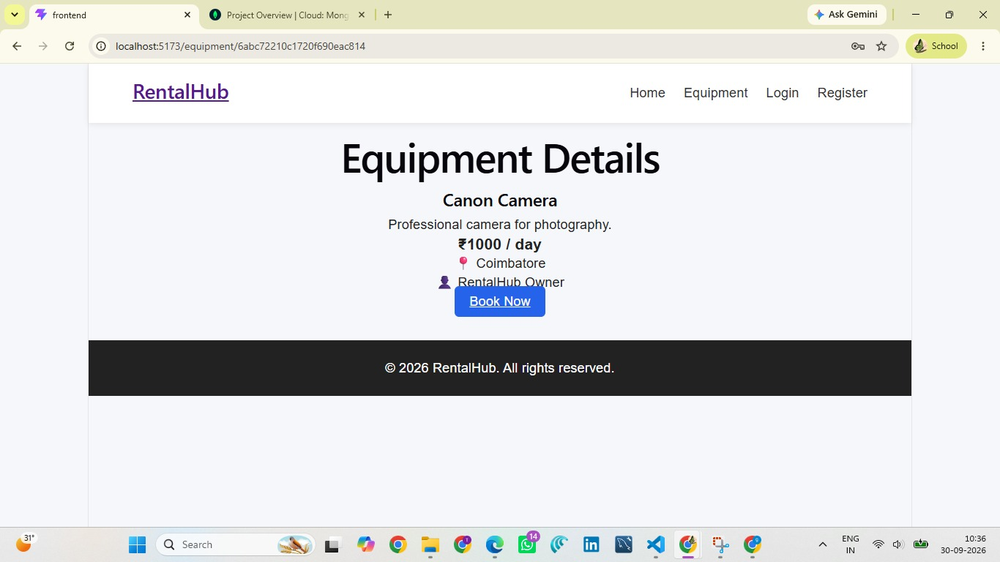 frontend
Project Overview | Cloud: Mong
Ask Gemini
localhost:5173/equipment/6abc72210c1720f690eac814
School
RentalHub
Home Equipment Login Register
Equipment Details
Canon Camera
Professional camera for photography.
₹1000 / day
📍 Coimbatore
👤 RentalHub Owner
Book Now
© 2026 RentalHub. All rights reserved.
31°
Search
14
ENG
IN
10:36
30-09-2026